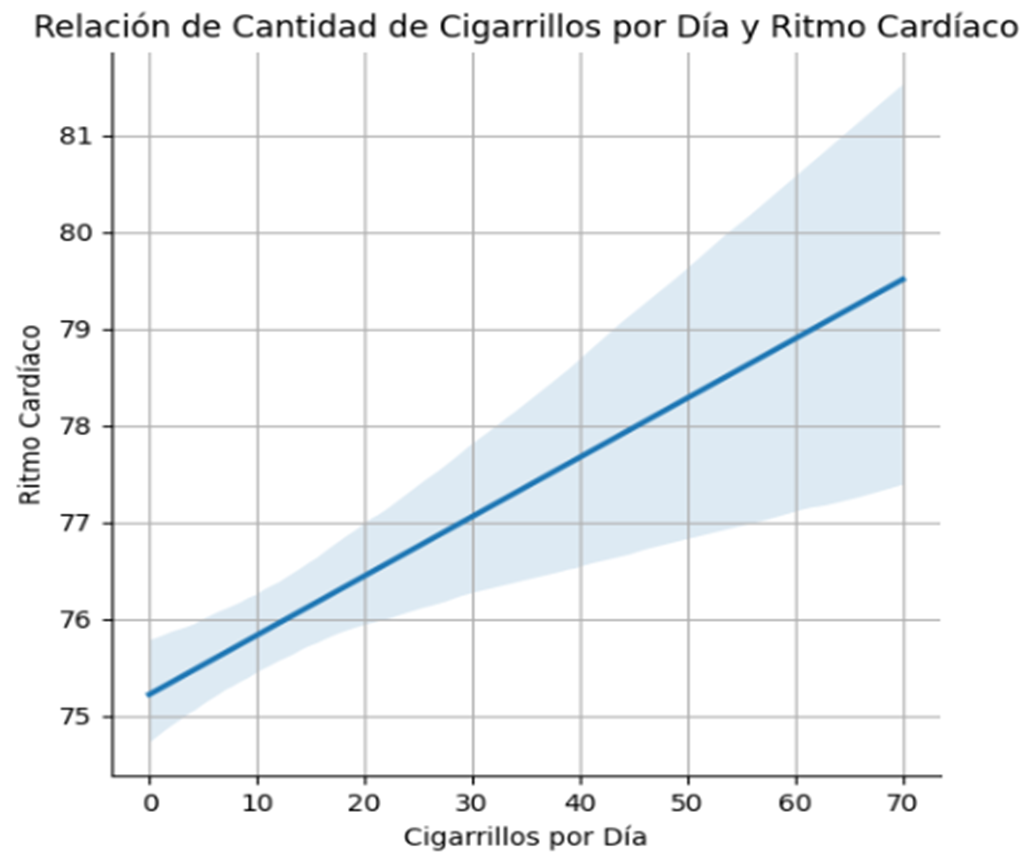 Relación de Cantidad de Cigarrillos por Día y Ritmo Cardíaco
81
80
79
78
77
76
75
Ritmo Cardíaco
0 10 20 30 40 50 60 70
Cigarrillos por Día